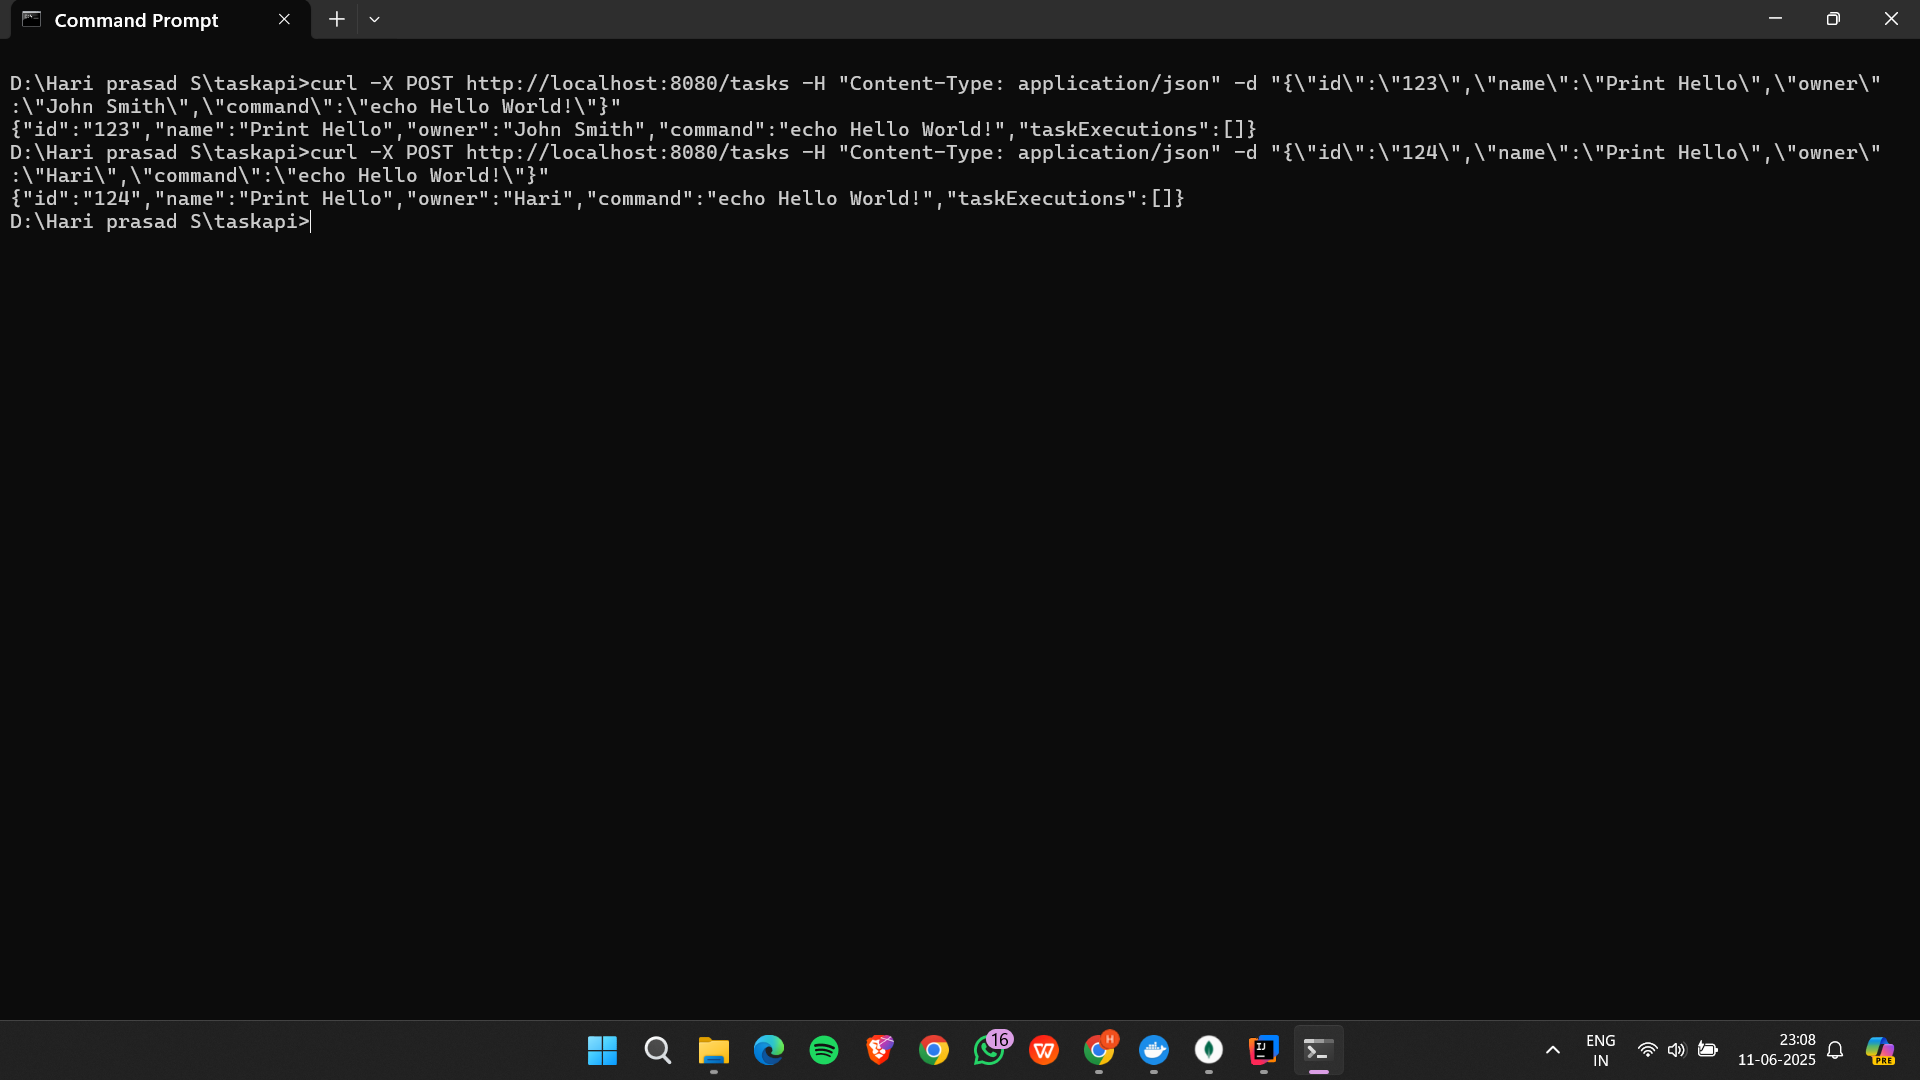 Command Prompt
D:\Hari prasad S\taskapi>curl -X POST http://localhost:8080/tasks -H "Content-Type: application/json" -d "{\"id\":\"123\",\"name\":\"Print Hello\",\"owner\"
:\"John Smith\",\"command\":\"echo Hello World!\"}"
{"id":"123","name":"Print Hello","owner":"John Smith","command":"echo Hello World!","taskExecutions":[]}
D:\Hari prasad S\taskapi>curl -X POST http://localhost:8080/tasks -H "Content-Type: application/json" -d "{\"id\":\"124\",\"name\":\"Print Hello\",\"owner\"
:\"Hari\",\"command\":\"echo Hello World!\"}"
{"id":"124","name":"Print Hello","owner":"Hari","command":"echo Hello World!","taskExecutions":[]}
D:\Hari prasad S\taskapi>
16
W
H
IJ
ENG
IN
23:08
11-06-2025
PRE